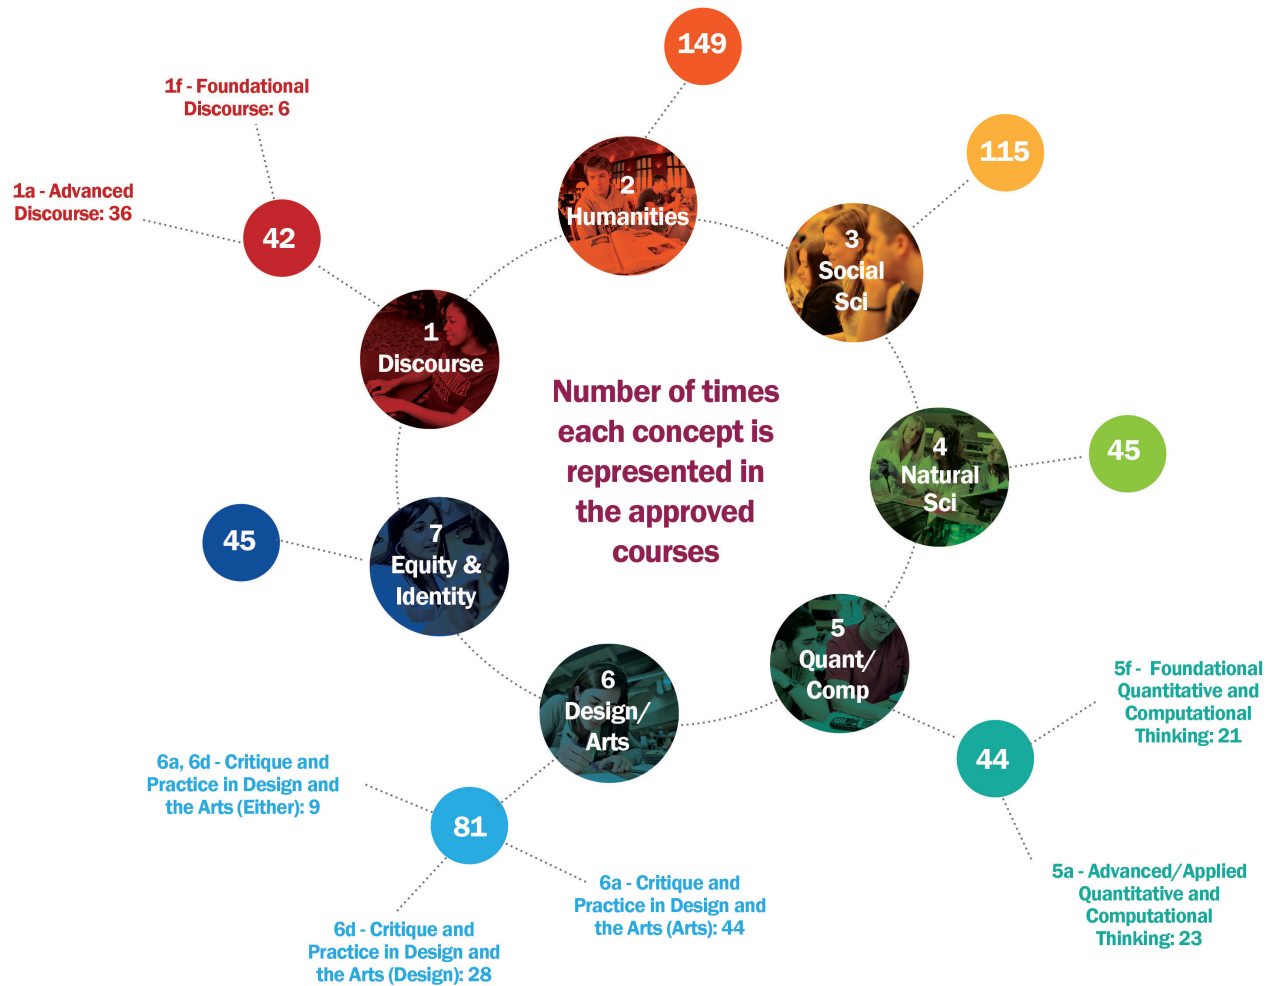 149
1f - Foundational
Discourse: 6
115
1a - Advanced
Discourse: 36
42
2
Humanities
3
Social
Sci
1
Discourse
Number of times
each concept is
represented in
the approved
courses
4
Natural
Sci
45
45
7
Equity &
Identity
5
Quant/
Comp
6
Design/
Arts
5f -  Foundational
Quantitative and
Computational
Thinking: 21
44
6a, 6d - Critique and
Practice in Design and
the Arts (Either): 9
81
5a - Advanced/Applied
Quantitative and
Computational
Thinking: 23
6a - Critique and
Practice in Design and
the Arts (Arts): 44
6d - Critique and
Practice in Design and
the Arts (Design): 28